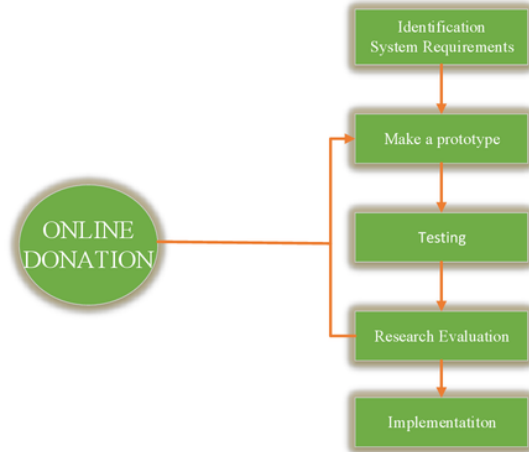 Identification
System Requirements
Make a prototype
ONLINE
DONATION
Testing
Research Evaluation
Implementatiton